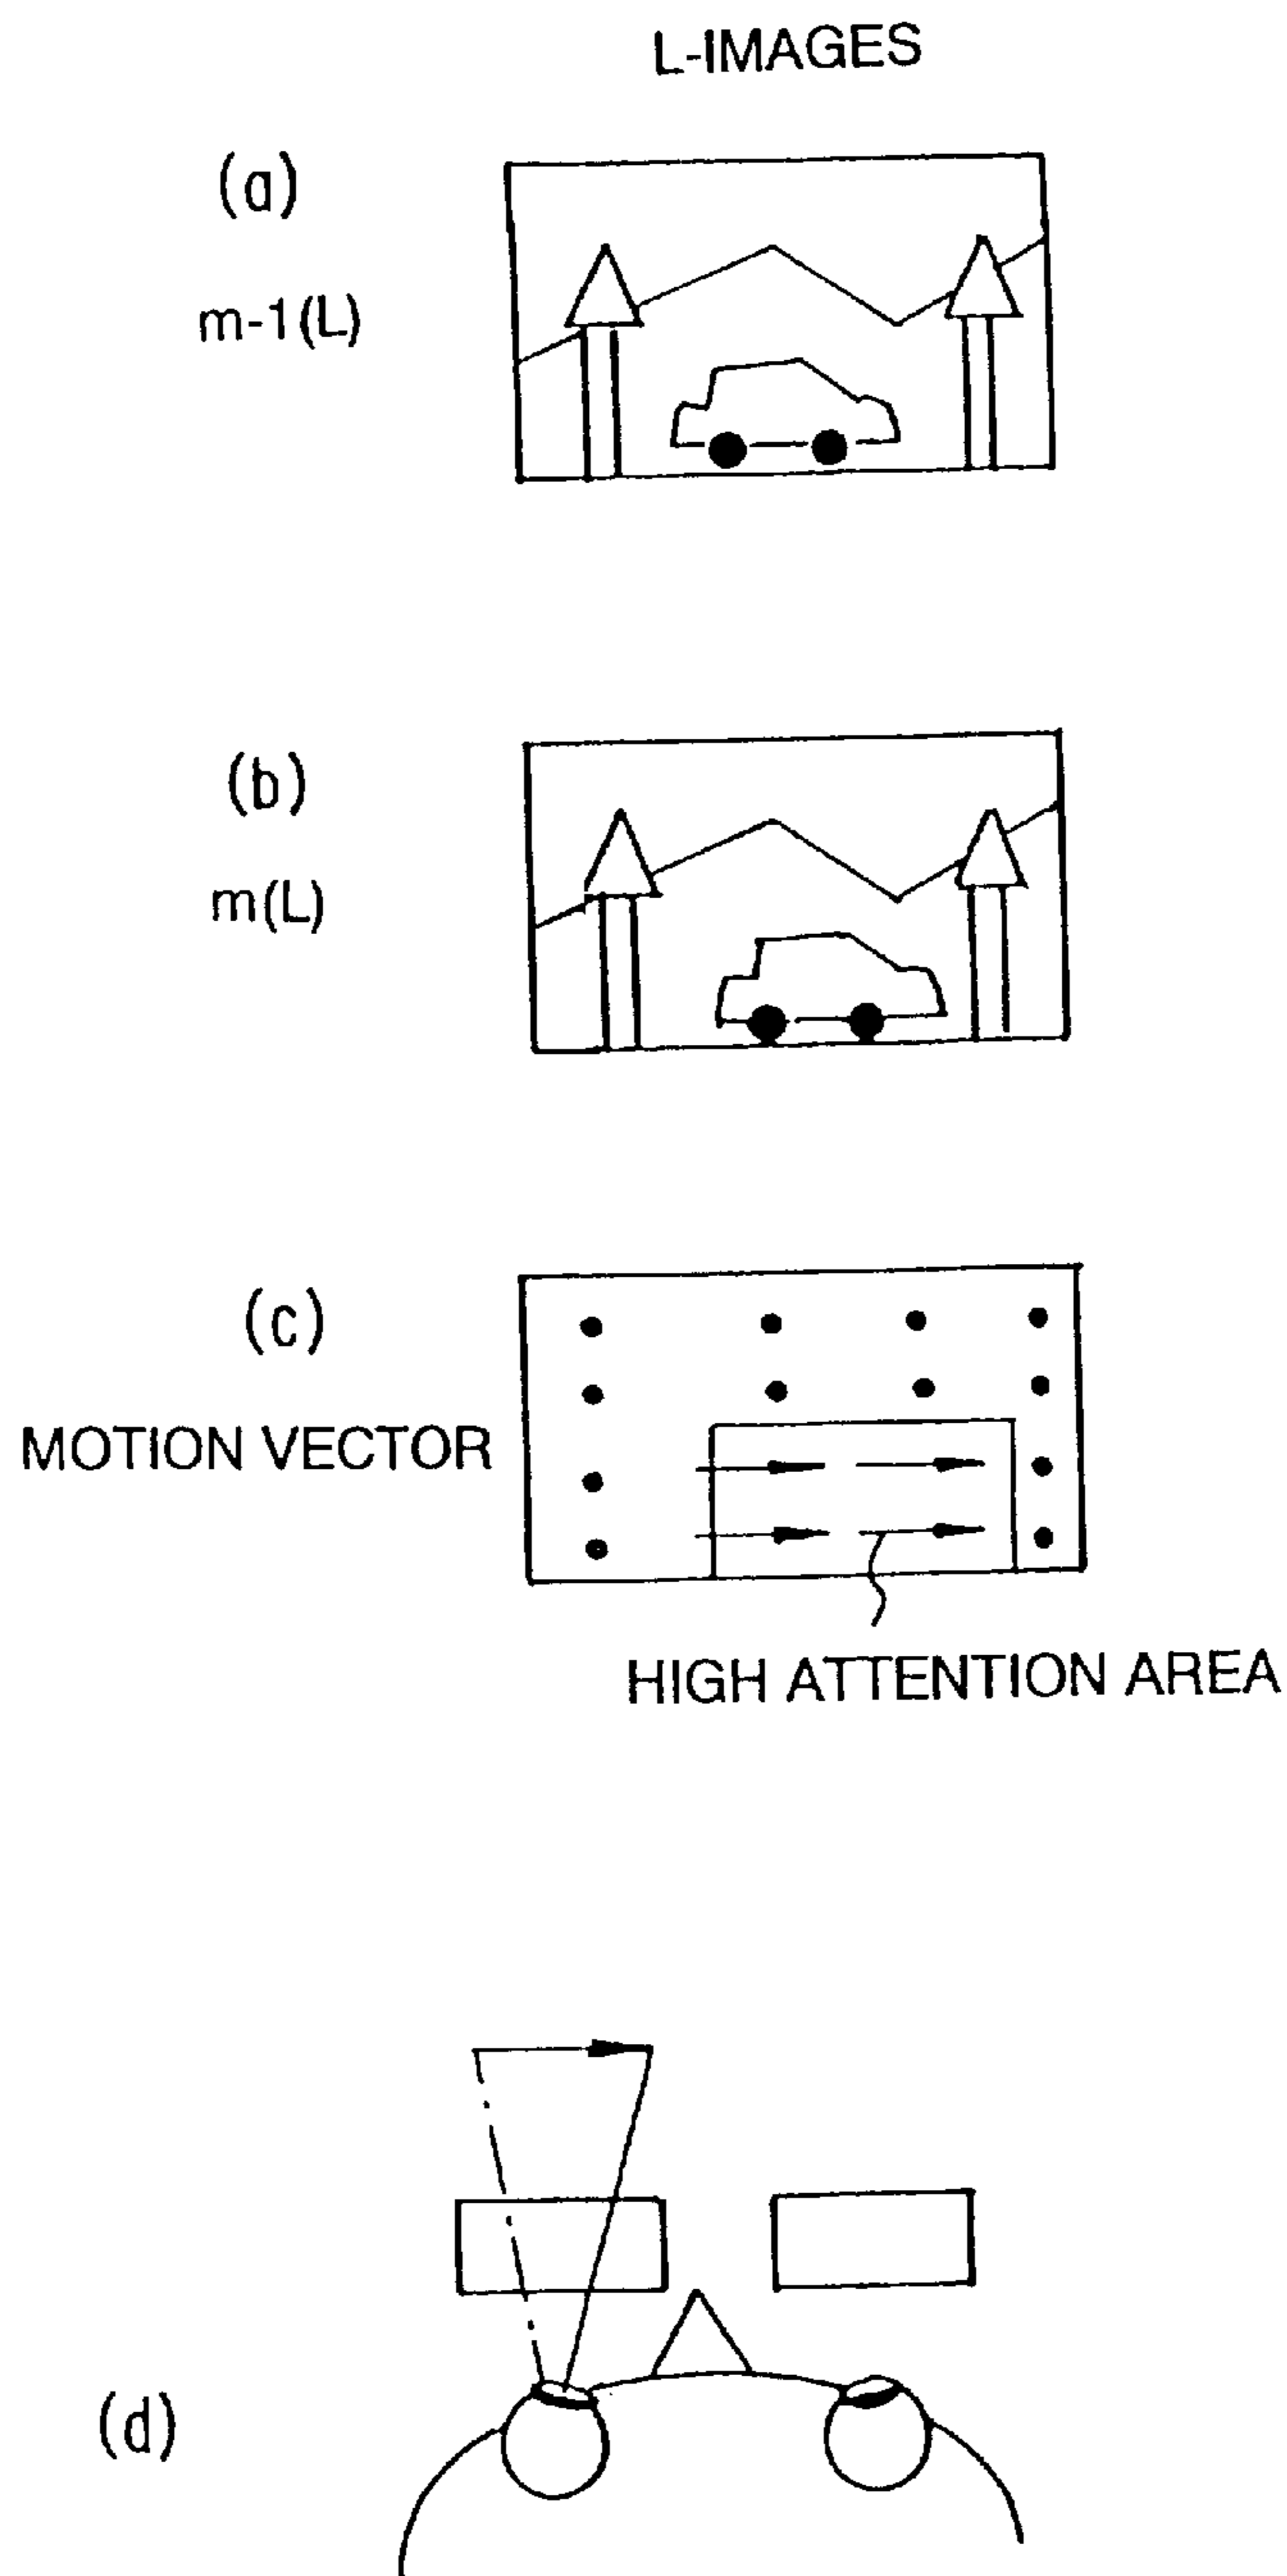 L-IMAGES
(a)
m-1(L)
(b)
m(L)
(c)
MOTION VECTOR
HIGH ATTENTION AREA
(d)